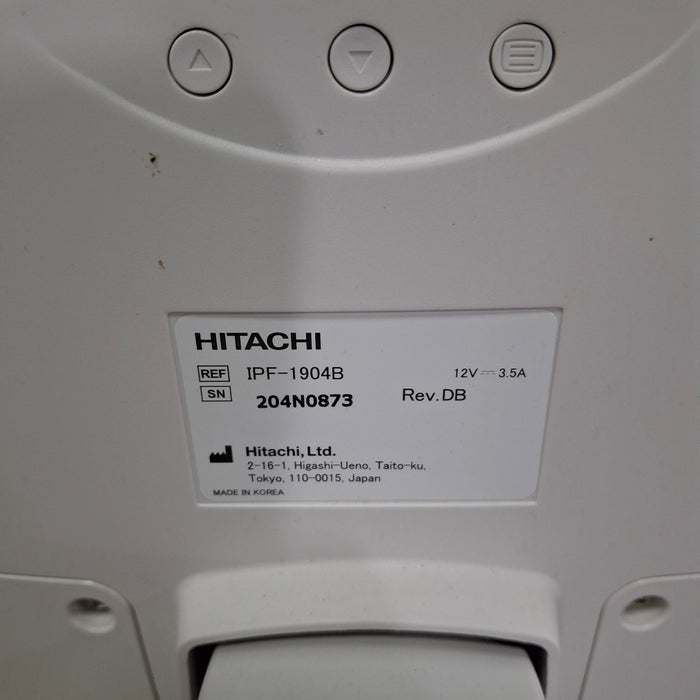 HITACHI
REF IPF-1904B 12V 3.5A
SN 204N0873 Rev.DB
Hitachi,Ltd.
2-16-1, Higashi-Ueno, Taito-ku,
Tokyo, 110-0015, Japan
MADE IN KOREA